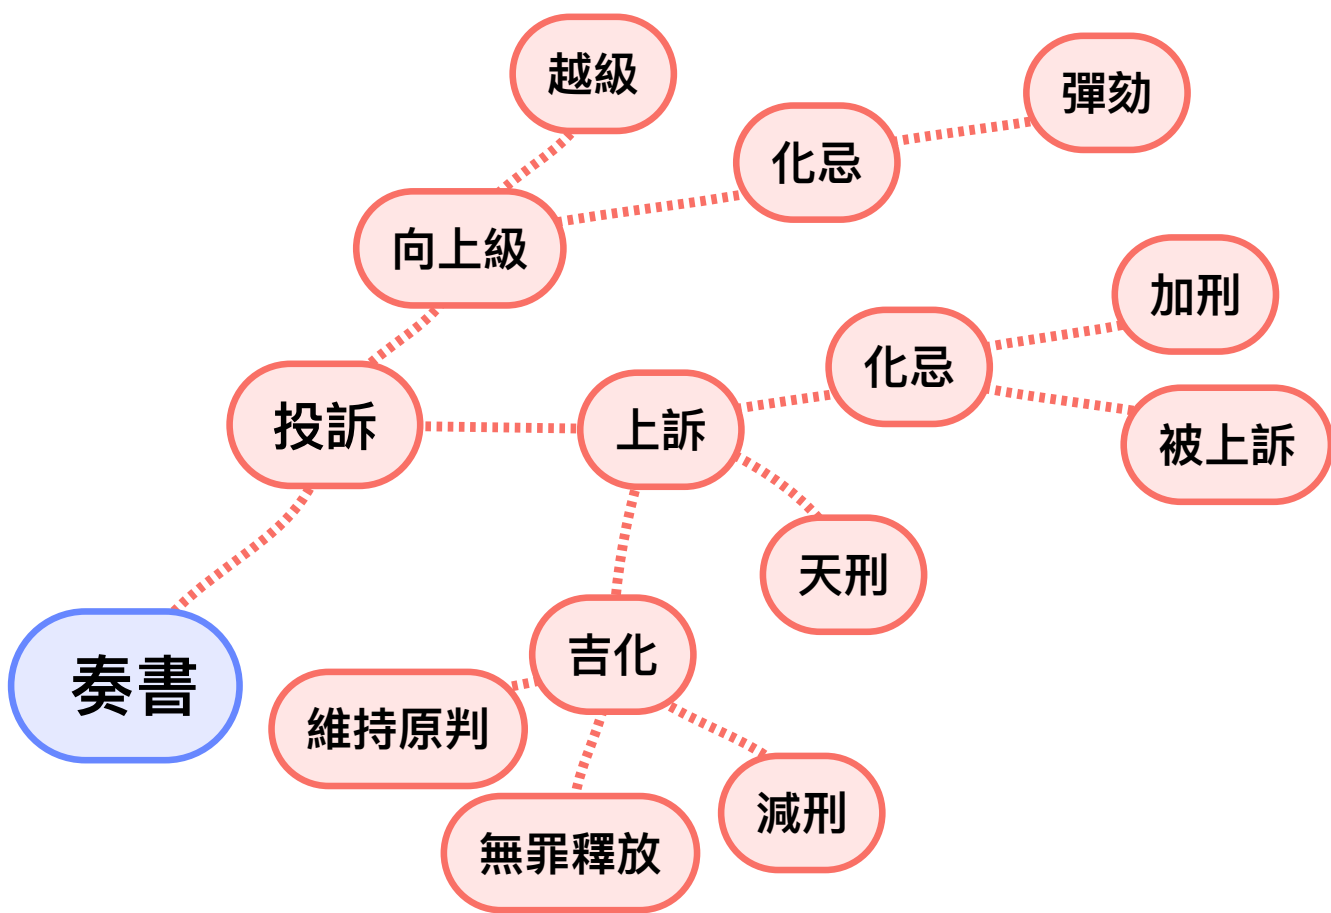 越級
彈劾
化忌
向上級
加刑
化忌
投訴
上訴
被上訴
天刑
吉化
奏書
維持原判
減刑
無罪釋放